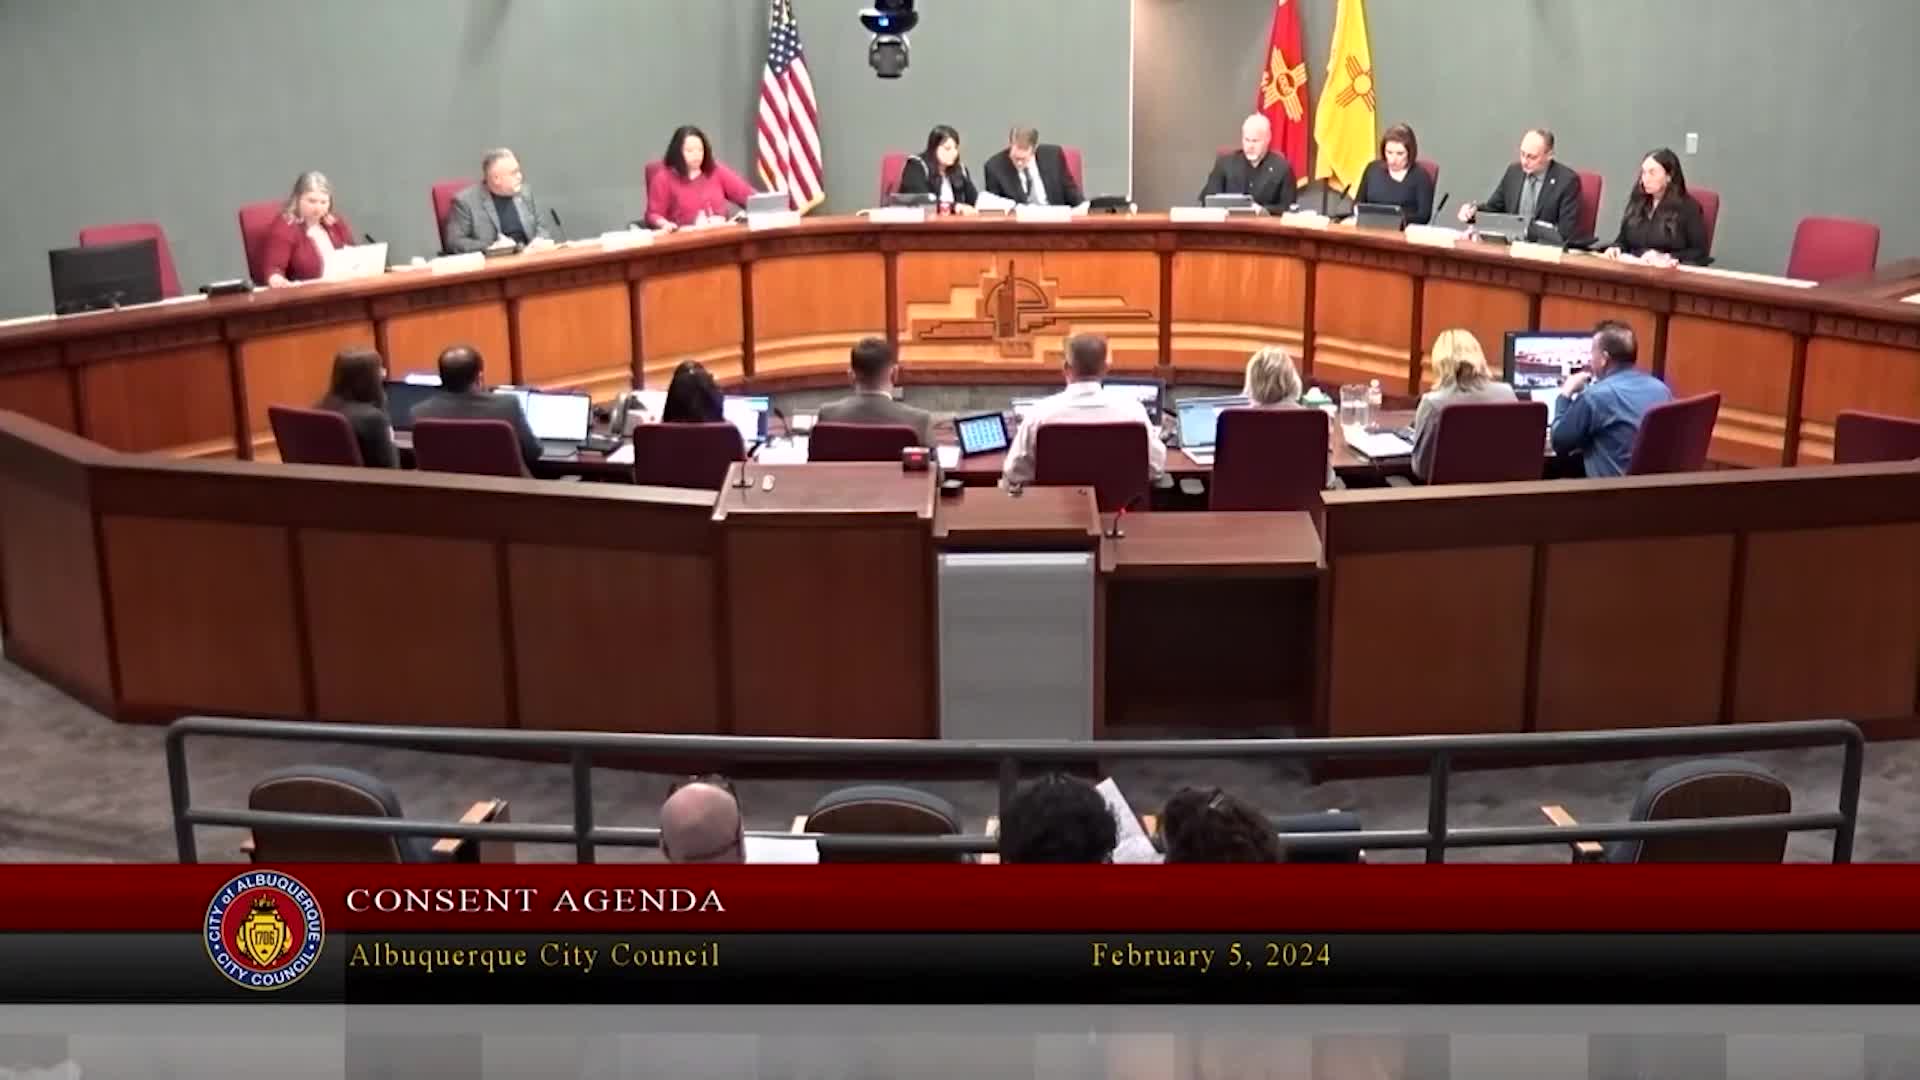 CONSENT AGENDA
Albuquerque City Council
February 5, 2024
CITY of ALBUQUERQUE
1706
CITY COUNCIL